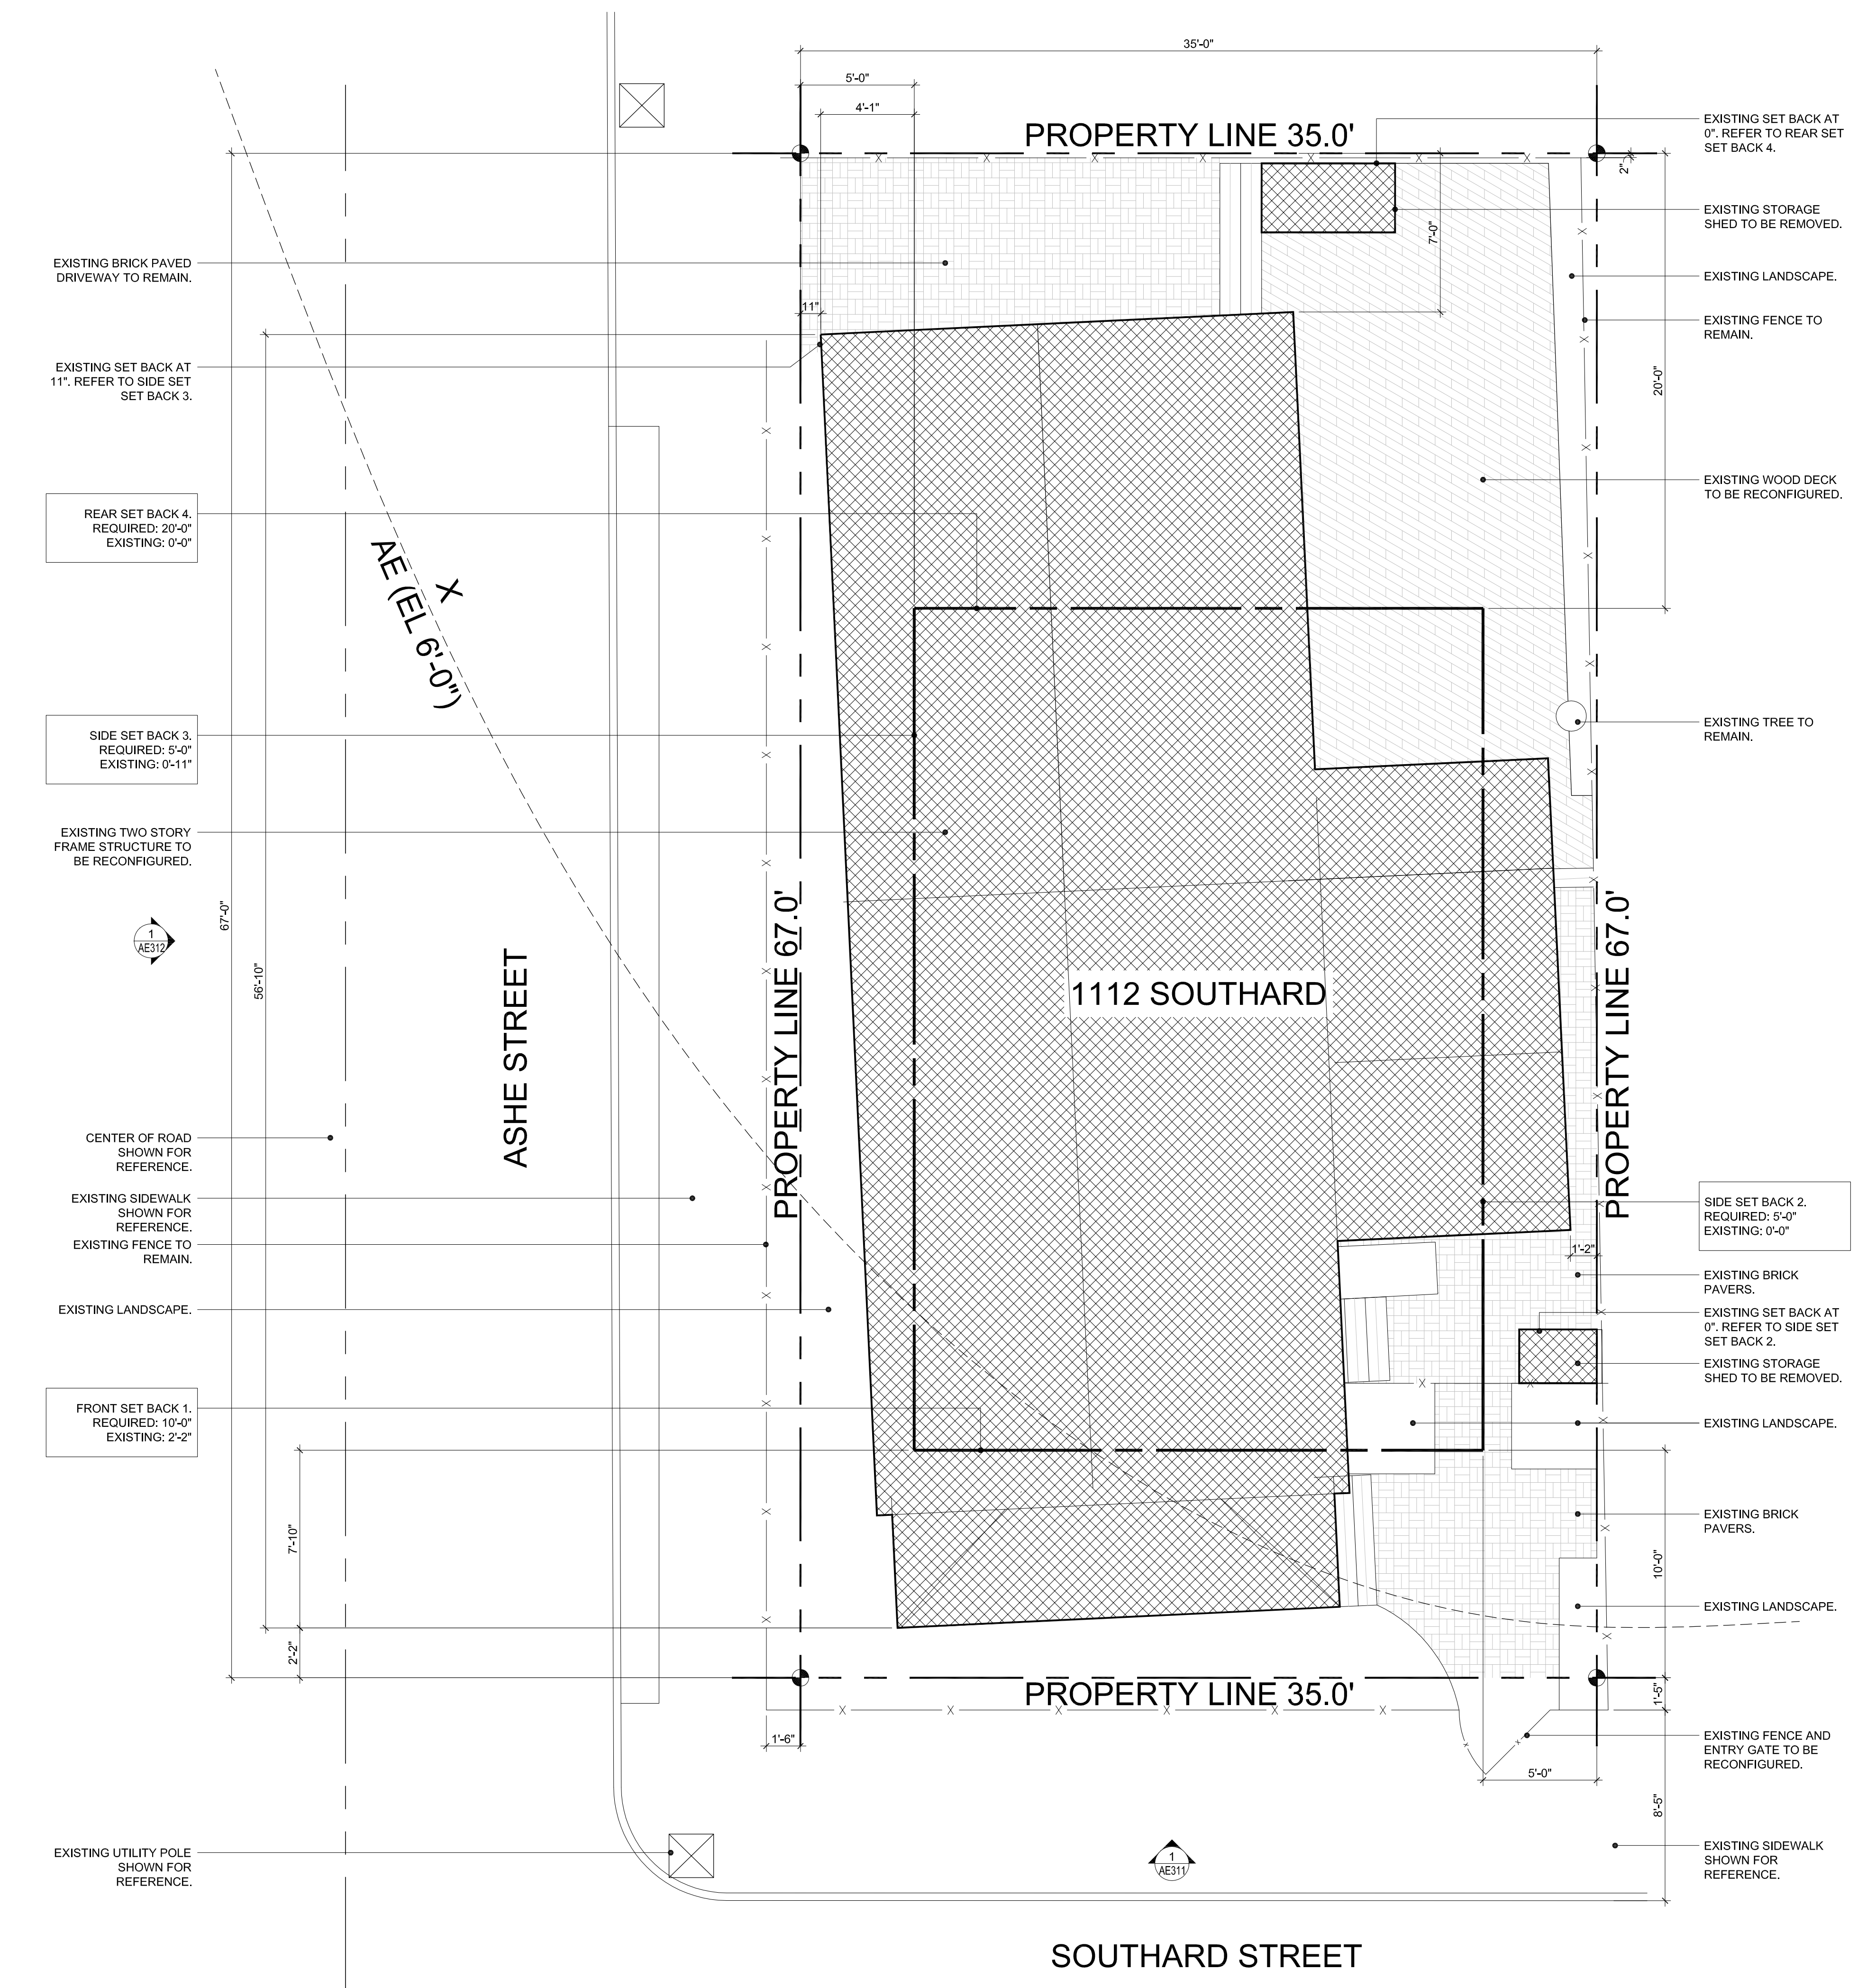 35'-0"
5'-0"
4'-1"
PROPERTY LINE 35.0'
EXISTING SET BACK AT
0". REFER TO REAR SET
SET BACK 4.
2"
EXISTING STORAGE
SHED TO BE REMOVED.
7'-0"
EXISTING BRICK PAVED
DRIVEWAY TO REMAIN.
EXISTING LANDSCAPE.
11"
EXISTING FENCE TO
REMAIN.
EXISTING SET BACK AT
11". REFER TO SIDE SET
SET BACK 3.
20'-0"
EXISTING WOOD DECK
TO BE RECONFIGURED.
REAR SET BACK 4.
REQUIRED: 20'-0"
EXISTING: 0'-0"
X
AE (EL 6'-0")
SIDE SET BACK 3.
REQUIRED: 5'-0"
EXISTING: 0'-11"
EXISTING TREE TO
REMAIN.
EXISTING TWO STORY
FRAME STRUCTURE TO
BE RECONFIGURED.
67'-0"
1
AE312
56'-10"
ASHE STREET
PROPERTY LINE 67.0'
1112 SOUTHARD
PROPERTY LINE 67.0'
CENTER OF ROAD
SHOWN FOR
REFERENCE.
EXISTING SIDEWALK
SHOWN FOR
REFERENCE.
EXISTING FENCE TO
REMAIN.
SIDE SET BACK 2.
REQUIRED: 5'-0"
EXISTING: 0'-0"
1'-2"
EXISTING BRICK
PAVERS.
EXISTING LANDSCAPE.
EXISTING SET BACK AT
0". REFER TO SIDE SET
SET BACK 2.
EXISTING STORAGE
SHED TO BE REMOVED.
FRONT SET BACK 1.
REQUIRED: 10'-0"
EXISTING: 2'-2"
EXISTING LANDSCAPE.
EXISTING BRICK
PAVERS.
7'-10"
10'-0"
EXISTING LANDSCAPE.
2'-2"
PROPERTY LINE 35.0'
1'-5"
1'-6"
EXISTING FENCE AND
ENTRY GATE TO BE
RECONFIGURED.
5'-0"
8'-5"
EXISTING UTILITY POLE
SHOWN FOR
REFERENCE.
1
AE311
EXISTING SIDEWALK
SHOWN FOR
REFERENCE.
SOUTHARD STREET